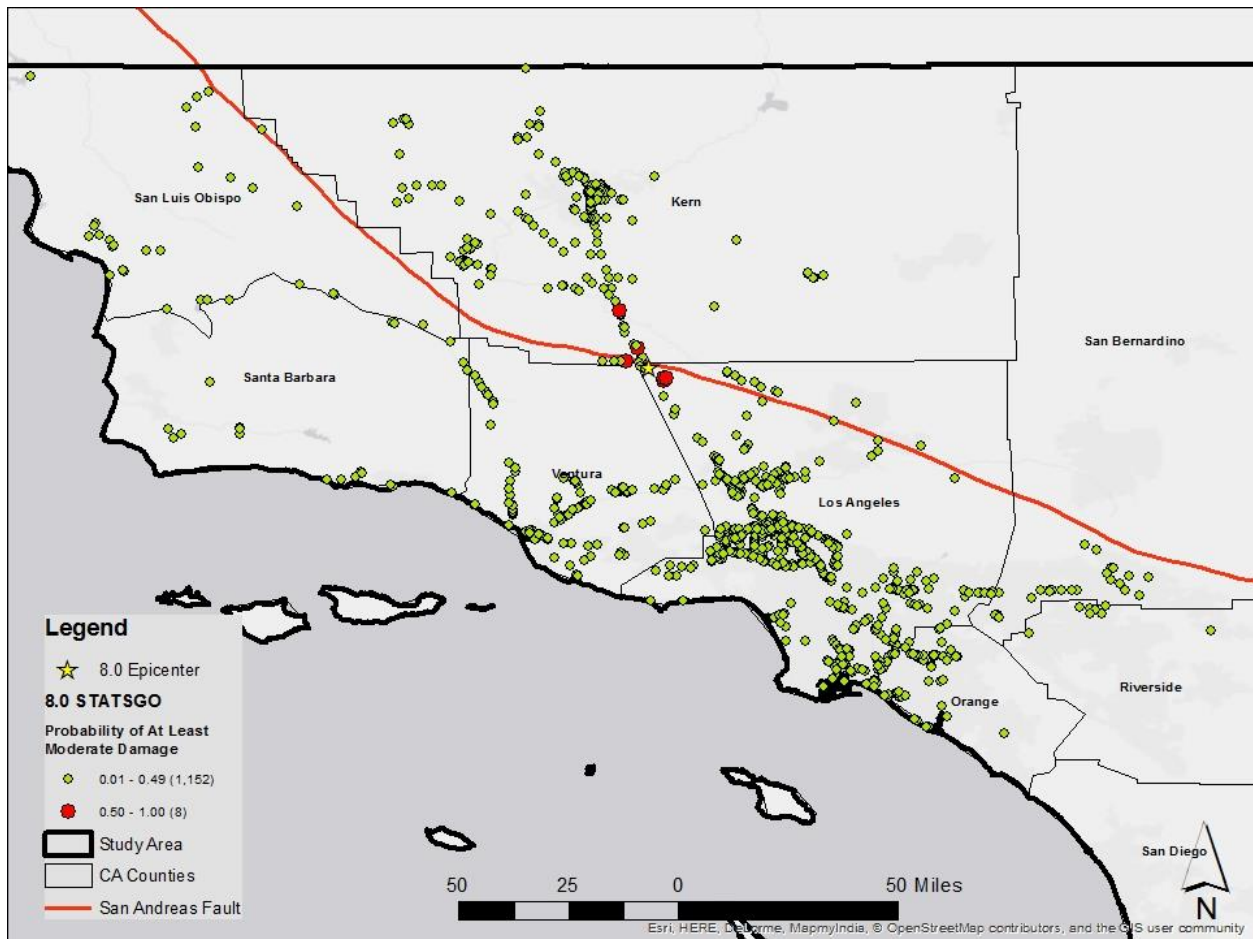 San Luis Obispo
Kern
San Bernardino
Santa Barbara
Ventura
Los Angeles
Orange
Riverside
San Diego
Legend
8.0 Epicenter
8.0 STATSGO
Probability of At Least
Moderate Damage
0.01 - 0.49 (1,152)
0.50 - 1.00 (8)
Study Area
CA Counties
San Andreas Fault
50 25 0 50 Miles
N
Esri, HERE, DeLorme, MapmyIndia, © OpenStreetMap contributors, and the GIS user community